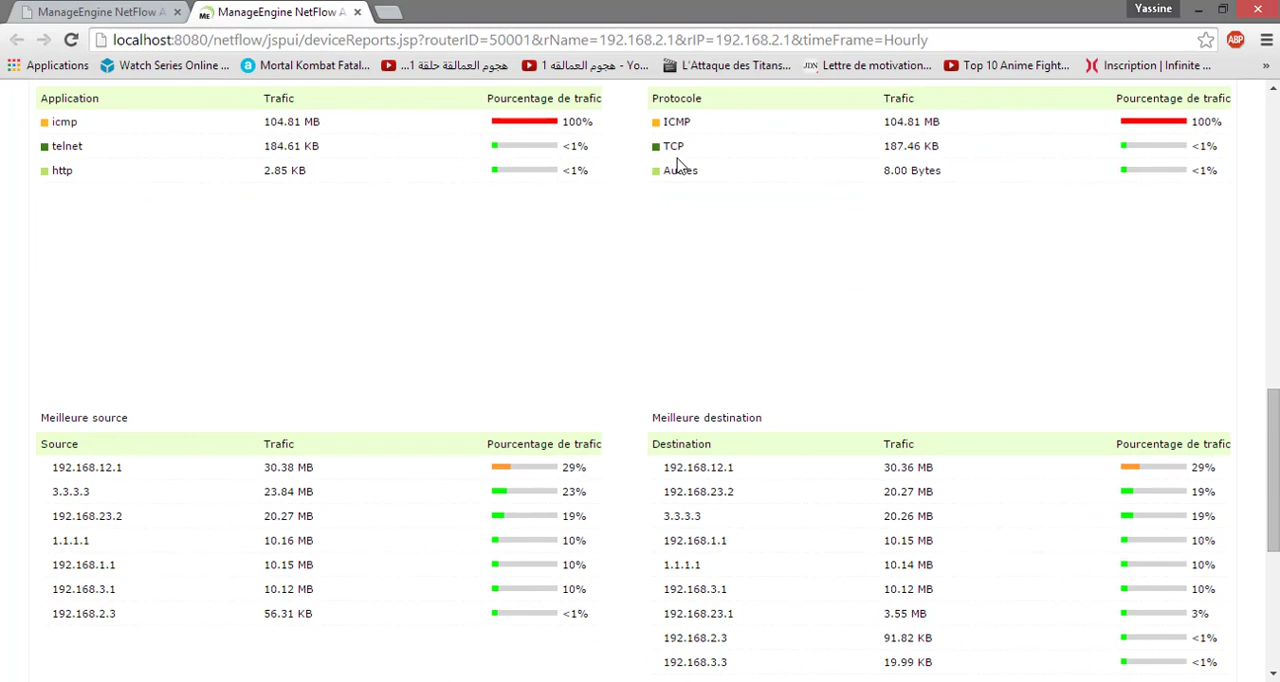 ManageEngine NetFlow A
ManageEngine NetFlow A
Yassine
localhost:8080/netflow/jspui/deviceReports.jsp?routerID=50001&rName=192.168.2.1&rIP=192.168.2.1&timeFrame=Hourly
ABP
Applications
Watch Series Online ...
Mortal Kombat Fatal...
هجوم العمالقة حلقة 1...
هجوم العمالقة 1 - Yo...
L'Attaque des Titans...
Lettre de motivation...
Top 10 Anime Fight...
Inscription | Infinite ...
»
Application Trafic Pourcentage de trafic
icmp 104.81 MB 100%
telnet 184.61 KB <1%
http 2.85 KB <1%
Protocole Trafic Pourcentage de trafic
ICMP 104.81 MB 100%
TCP 187.46 KB <1%
Autres 8.00 Bytes <1%
Meilleure source
Source Trafic Pourcentage de trafic
192.168.12.1 30.38 MB 29%
3.3.3.3 23.84 MB 23%
192.168.23.2 20.27 MB 19%
1.1.1.1 10.16 MB 10%
192.168.1.1 10.15 MB 10%
192.168.3.1 10.12 MB 10%
192.168.2.3 56.31 KB <1%
Meilleure destination
Destination Trafic Pourcentage de trafic
192.168.12.1 30.36 MB 29%
192.168.23.2 20.27 MB 19%
3.3.3.3 20.26 MB 19%
192.168.1.1 10.15 MB 10%
1.1.1.1 10.14 MB 10%
192.168.3.1 10.12 MB 10%
192.168.23.1 3.55 MB 3%
192.168.2.3 91.82 KB <1%
192.168.3.3 19.99 KB <1%